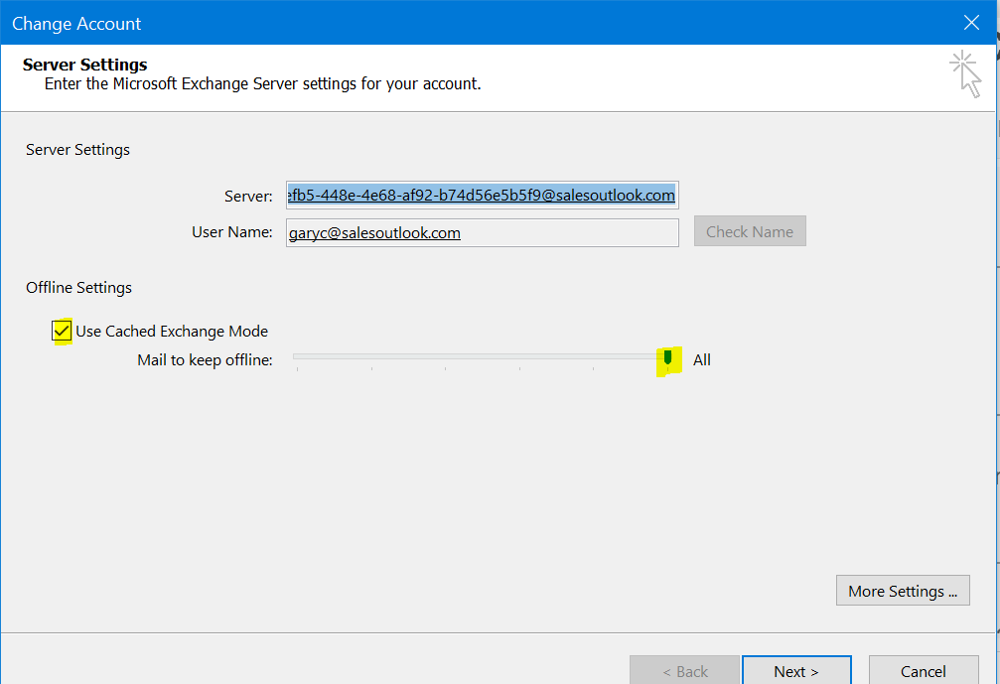 Change Account
Server Settings
Enter the Microsoft Exchange Server settings for your account.
Server Settings
Server: efb5-448e-4e68-af92-b74d56e5b5f9@salesoutlook.com
User Name: garyc@salesoutlook.com Check Name
Offline Settings
Use Cached Exchange Mode
Mail to keep offline: All
More Settings ...
< Back Next > Cancel